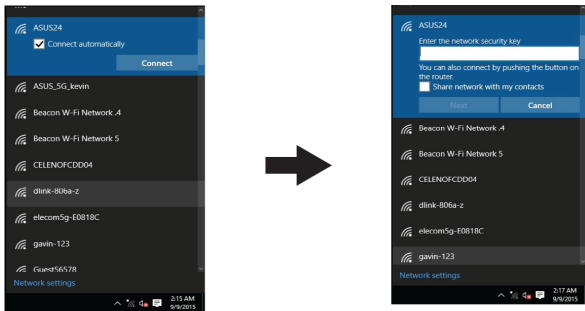 ASUS24
Connect automatically
Connect
ASUS_5G_kevin
Beacon W-Fi Network .4
Beacon W-Fi Network 5
CELENOFCDD04
dlink-806a-z
elecom5g-E0818C
gavin-123
Guest56578
Network settings
2:15 AM
9/9/2015
ASUS24
Enter the network security key
You can also connect by pushing the button on
the router.
Share network with my contacts
Next
Cancel
Beacon W-Fi Network .4
Beacon W-Fi Network 5
CELENOFCDD04
dlink-806a-z
elecom5g-E0818C
gavin-123
Network settings
2:17 AM
9/9/2015